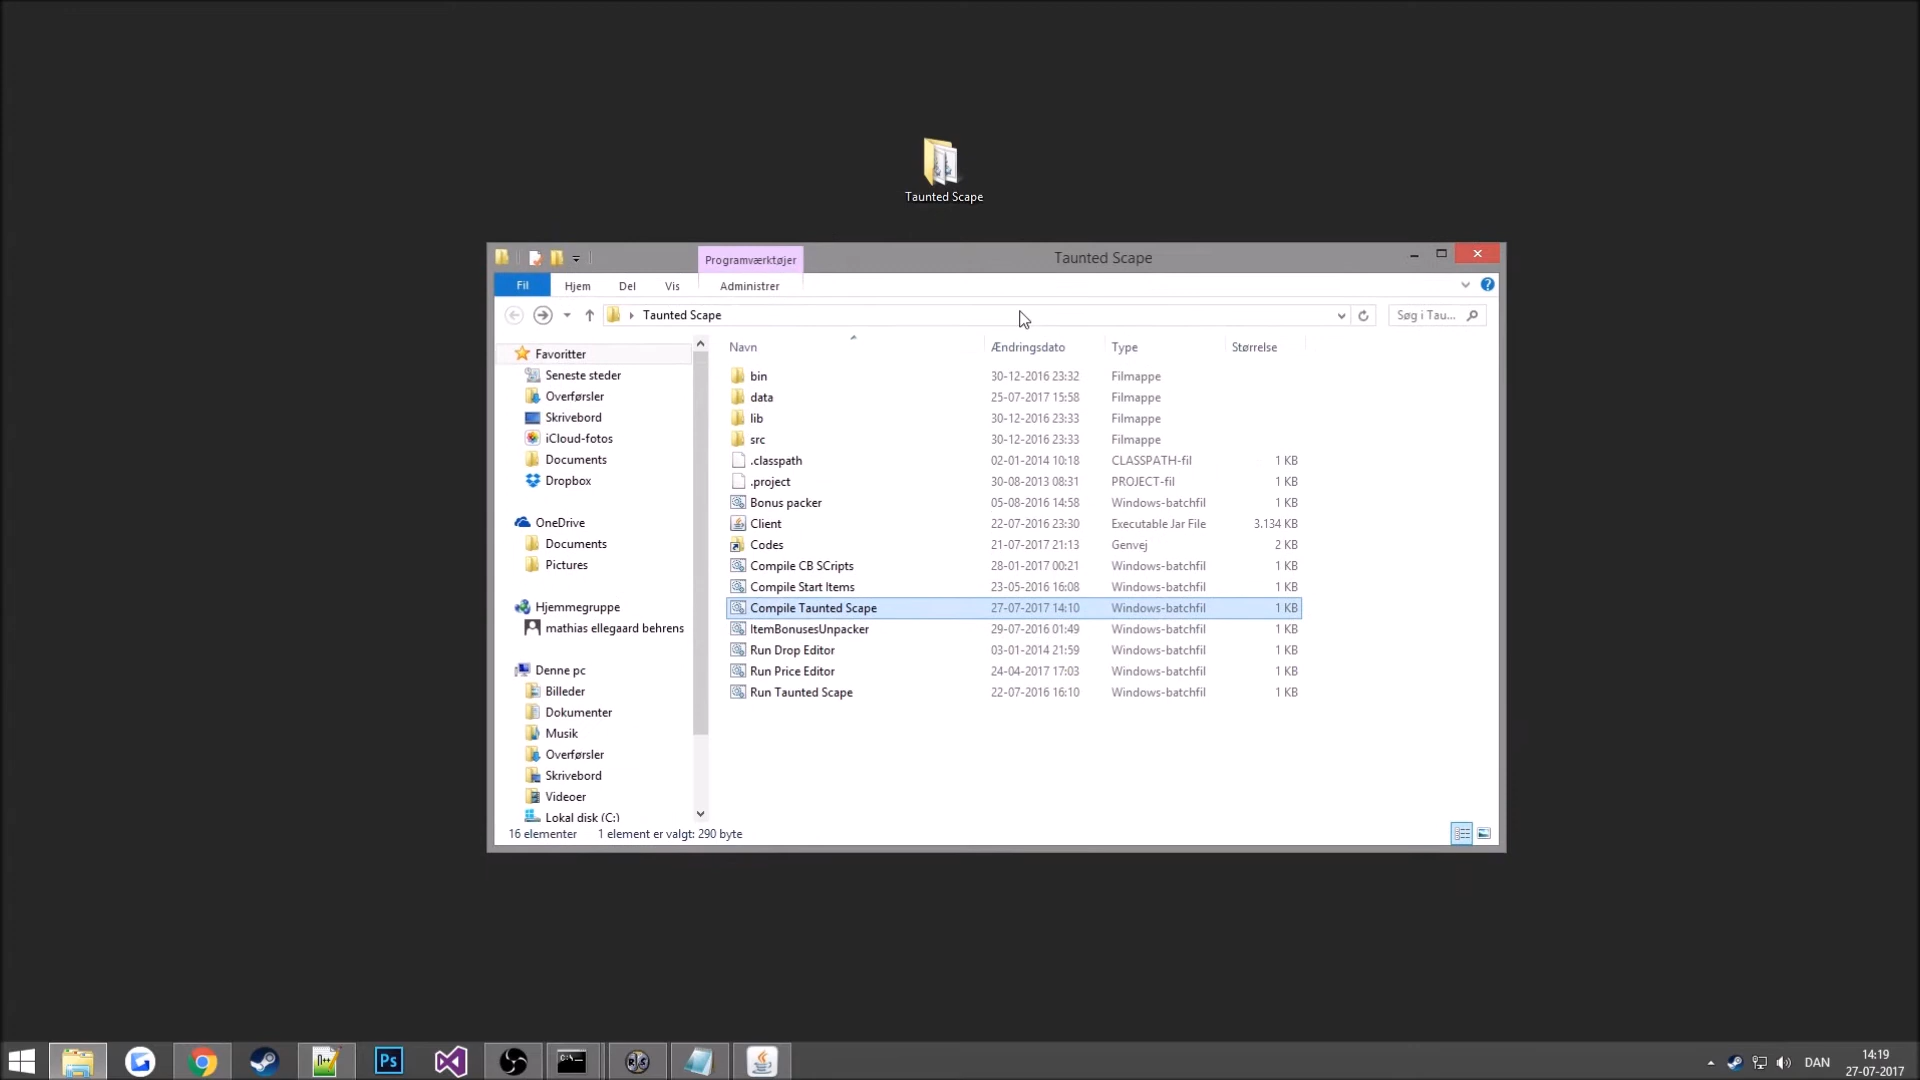 Taunted Scape
Programværktøjer
Taunted Scape
Fil
Hjem
Del
Vis
Administrer
Taunted Scape
Søg i Tau...
Navn
Ændringsdato
Type
Størrelse
Favoritter
Seneste steder
Overførsler
Skrivebord
iCloud-fotos
Documents
Dropbox
OneDrive
Documents
Pictures
Hjemmegruppe
mathias ellegaard behrens
Denne pc
Billeder
Dokumenter
Musik
Overførsler
Skrivebord
Videoer
Lokal disk (C:)
bin 30-12-2016 23:32 Filmappe
data 25-07-2017 15:58 Filmappe
lib 30-12-2016 23:33 Filmappe
src 30-12-2016 23:33 Filmappe
.classpath 02-01-2014 10:18 CLASSPATH-fil 1 KB
.project 30-08-2013 08:31 PROJECT-fil 1 KB
Bonus packer 05-08-2016 14:58 Windows-batchfil 1 KB
Client 22-07-2016 23:30 Executable Jar File 3.134 KB
Codes 21-07-2017 21:13 Genvej 2 KB
Compile CB SCripts 28-01-2017 00:21 Windows-batchfil 1 KB
Compile Start Items 23-05-2016 16:08 Windows-batchfil 1 KB
Compile Taunted Scape 27-07-2017 14:10 Windows-batchfil 1 KB
ItemBonusesUnpacker 29-07-2016 01:49 Windows-batchfil 1 KB
Run Drop Editor 03-01-2014 21:59 Windows-batchfil 1 KB
Run Price Editor 24-04-2017 17:03 Windows-batchfil 1 KB
Run Taunted Scape 22-07-2016 16:10 Windows-batchfil 1 KB
16 elementer 1 element er valgt: 290 byte
Ps
DAN
14:19
27-07-2017